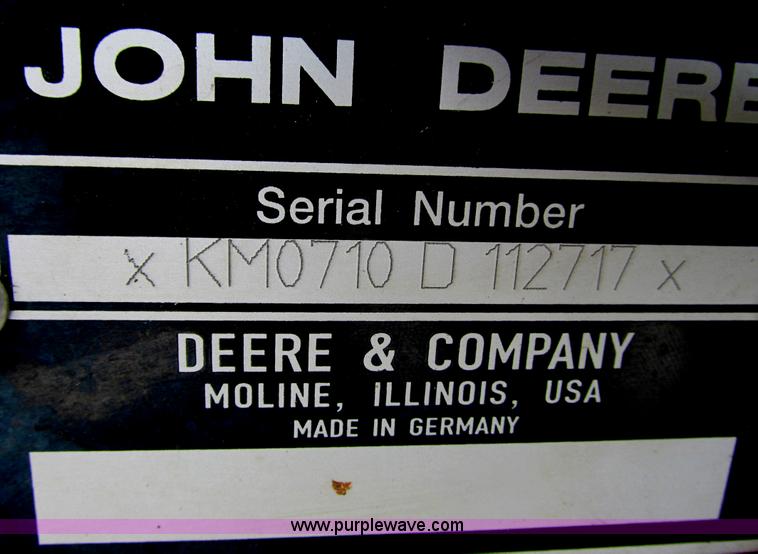 JOHN DEERE
Serial Number
x KM0710 D 112717 x
DEERE & COMPANY
MOLINE, ILLINOIS, USA
MADE IN GERMANY
www.purplewave.com